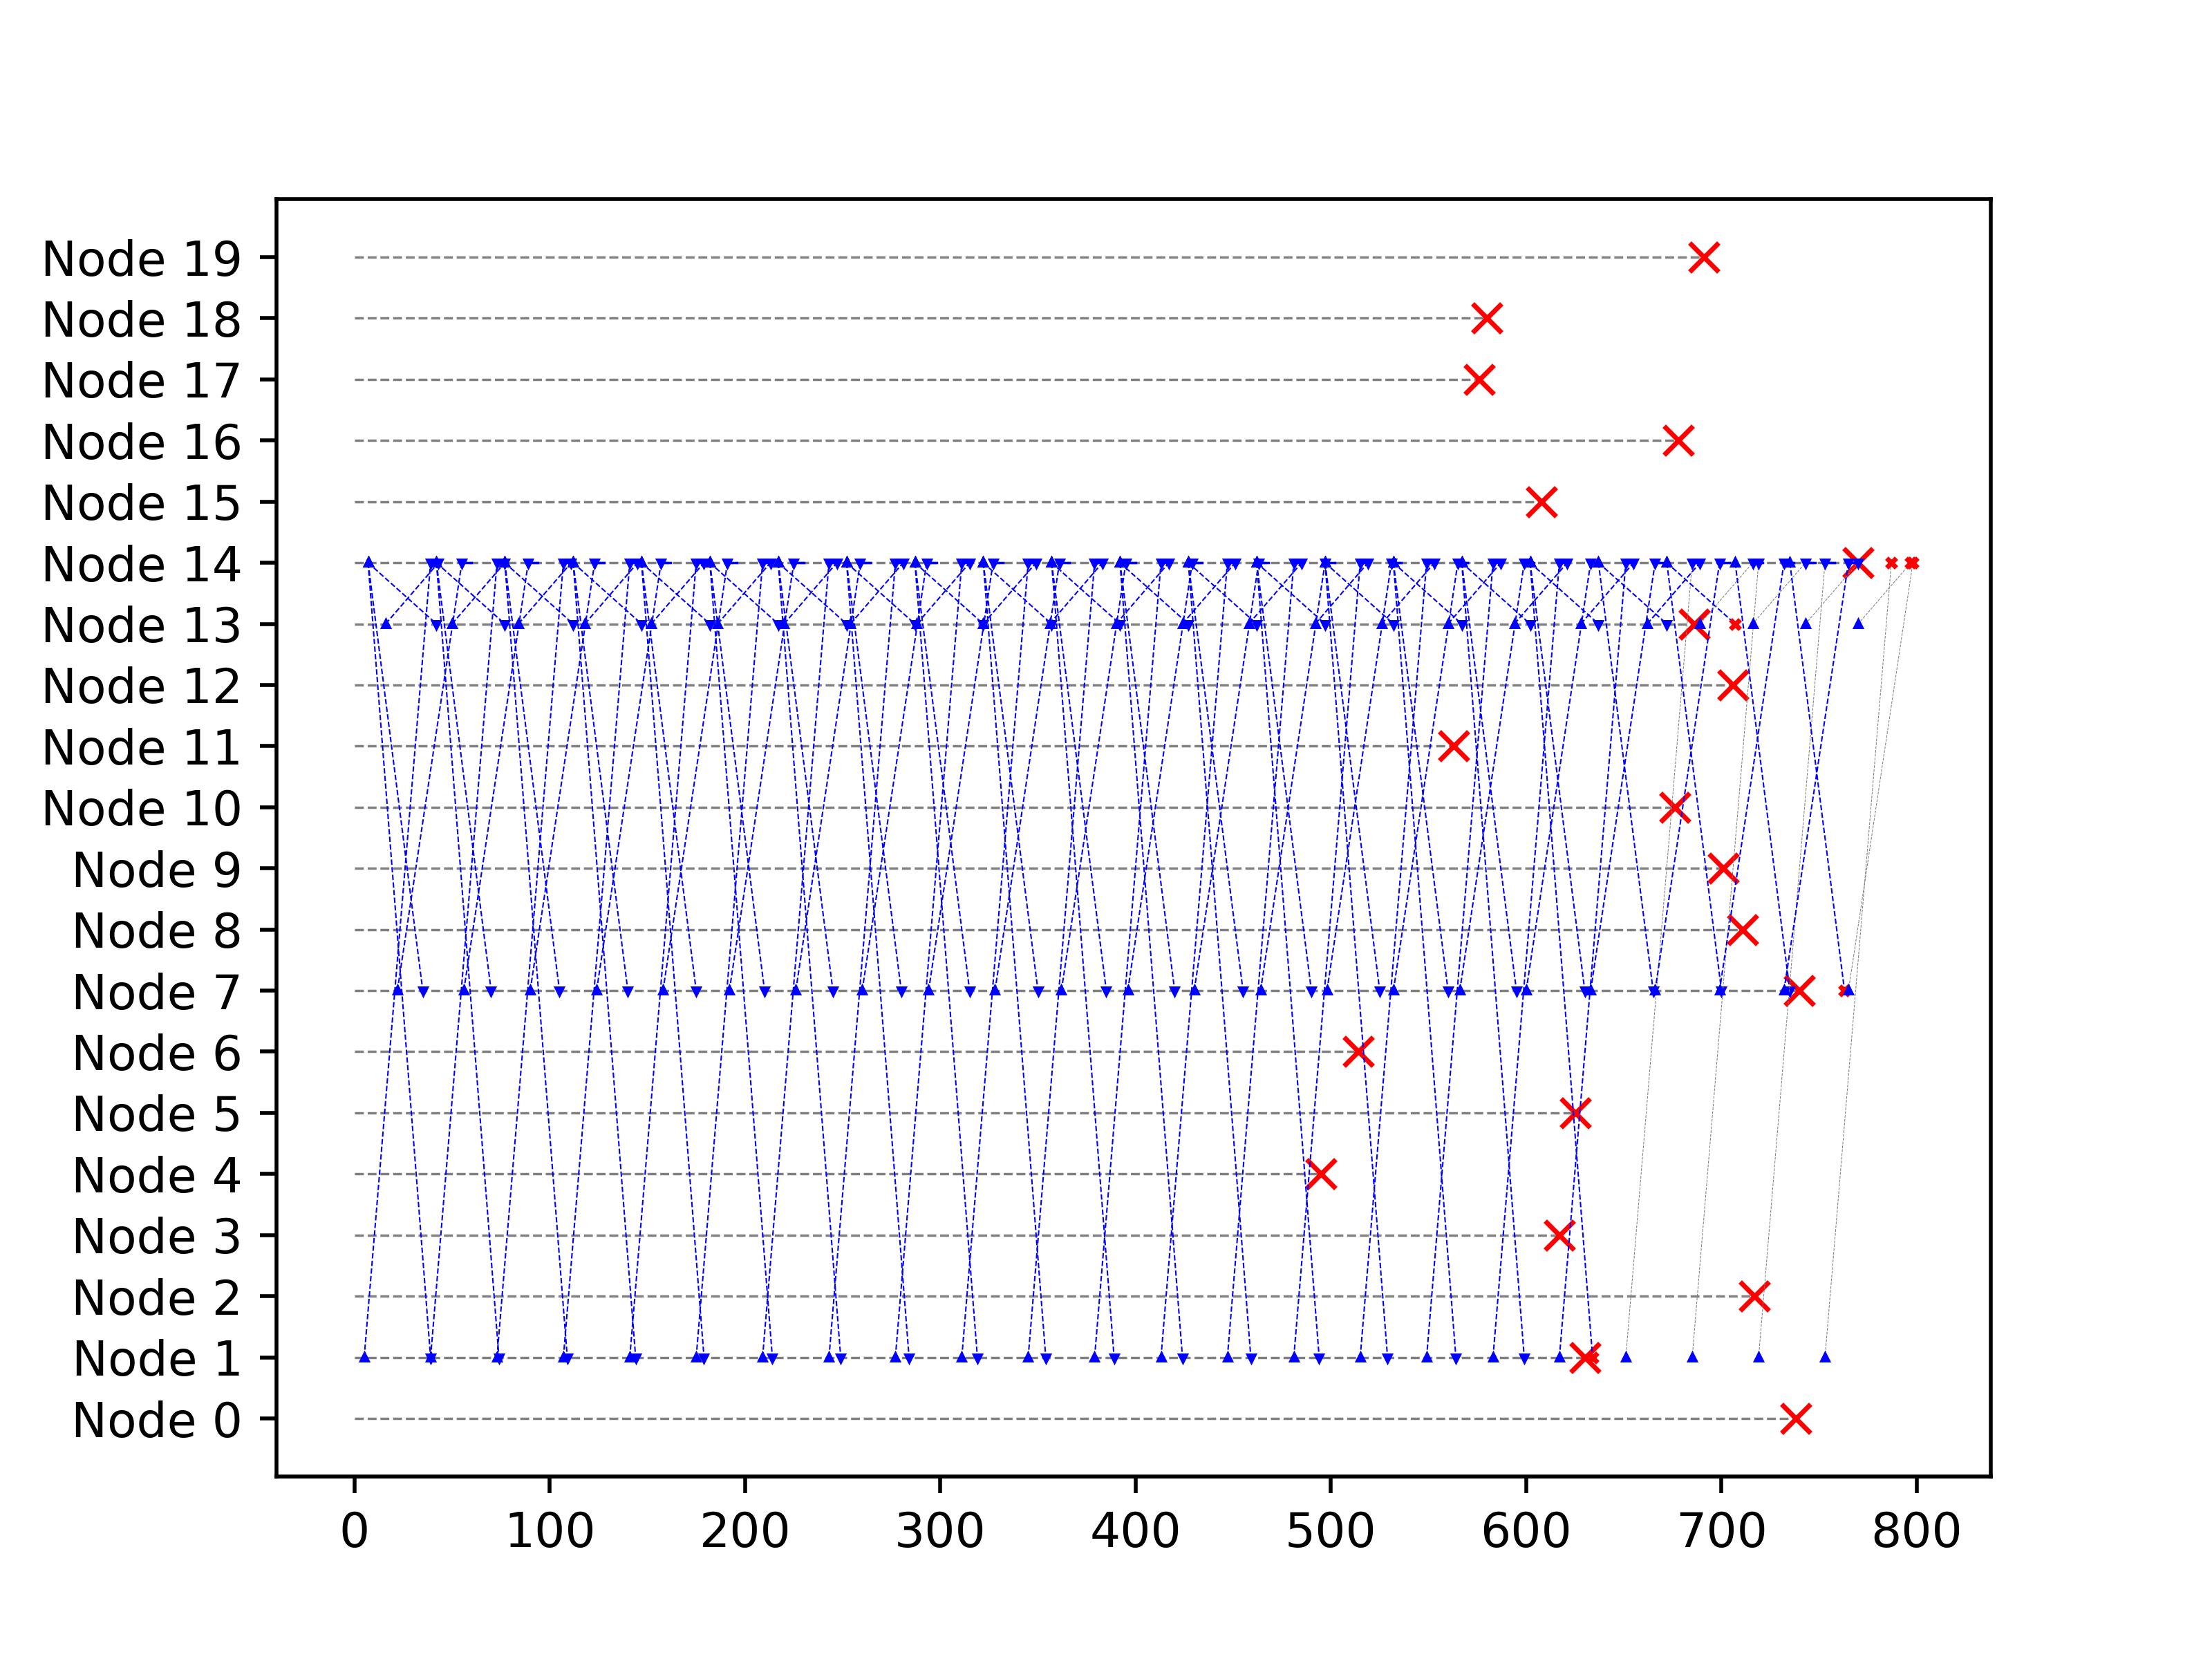 Node 19
Node 18
Node 17
Node 16
Node 15
Node 14
Node 13
Node 12
Node 11
Node 10
Node 9
Node 8
Node 7
Node 6
Node 5
Node 4
Node 3
Node 2
Node 1
Node 0
0 100 200 300 400 500 600 700 800